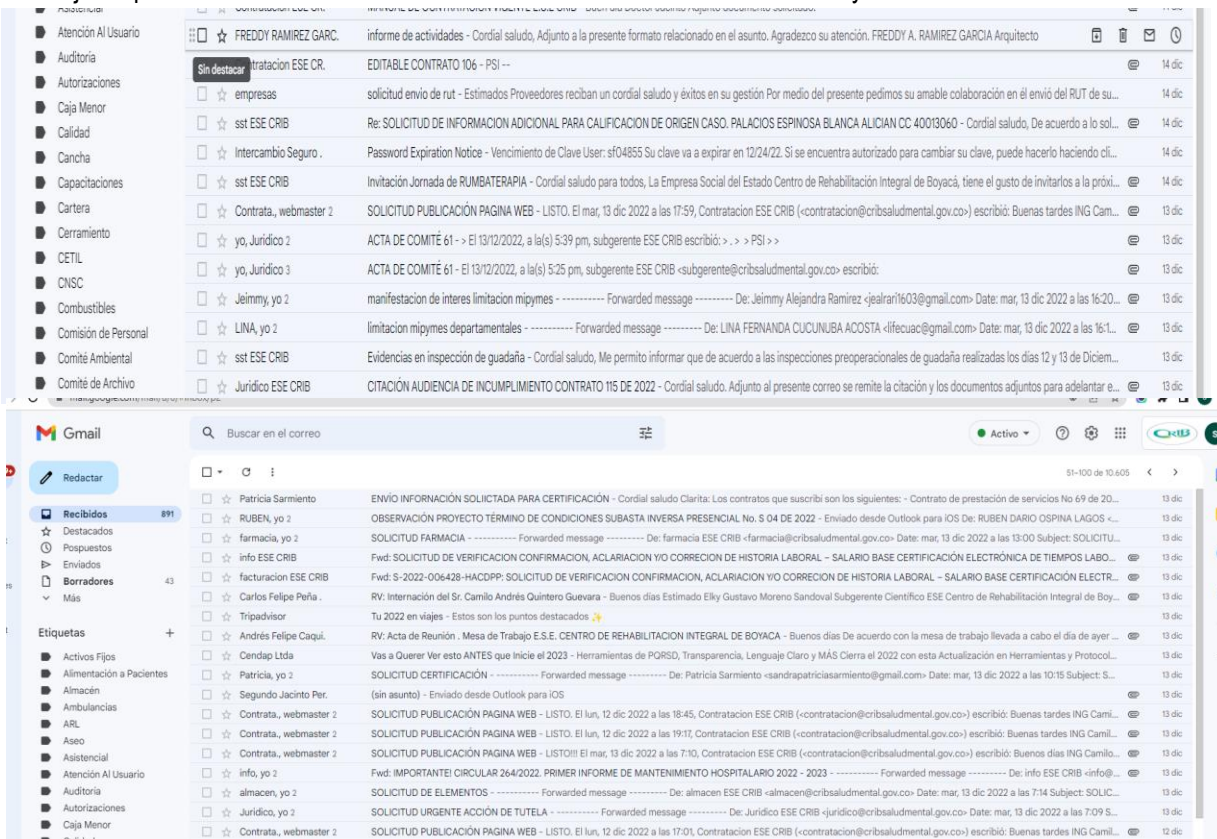 Atención Al Usuario
FREDDY RAMIREZ GARC. informe de actividades - Cordial saludo, Adjunto a la presente formato relacionado en el asunto. Agradezco su atención. FREDDY A. RAMIREZ GARCIA Arquitecto
Auditoria
Sin destacar
tratacion ESE CR. EDITABLE CONTRATO 106 - PSI -- 14 dic
Autorizaciones
empresas solicitud envio de rut - Estimados Proveedores reciban un cordial saludo y éxitos en su gestión Por medio del presente pedimos su amable colaboración en él envió del RUT de su... 14 dic
Caja Menor
Calidad
sst ESE CRIB Re: SOLICITUD DE INFORMACION ADICIONAL PARA CALIFICACION DE ORIGEN CASO. PALACIOS ESPINOSA BLANCA ALICIAN CC 40013060 - Cordial saludo, De acuerdo a lo sol... 14 dic
Cancha
Intercambio Seguro . Password Expiration Notice - Vencimiento de Clave User: sf04855 Su clave va a expirar en 12/24/22. Si se encuentra autorizado para cambiar su clave, puede hacerlo haciendo cli... 14 dic
Capacitaciones
sst ESE CRIB Invitación Jornada de RUMBATERAPIA - Cordial saludo para todos, La Empresa Social del Estado Centro de Rehabilitación Integral de Boyacá, tiene el gusto de invitarlos a la próxi... 14 dic
Cartera
Contrata., webmaster 2 SOLICITUD PUBLICACIÓN PAGINA WEB - LISTO. El mar, 13 dic 2022 a las 17:59, Contratacion ESE CRIB (<contratacion@cribsaludmental.gov.co>) escribió: Buenas tardes ING Cam... 13 dic
Cerramiento
yo, Juridico 2 ACTA DE COMITÉ 61 - > El 13/12/2022, a la(s) 5:39 pm, subgerente ESE CRIB escribió: > . > > PSI > > 13 dic
CETIL
yo, Juridico 3 ACTA DE COMITÉ 61 - El 13/12/2022, a la(s) 5:25 pm, subgerente ESE CRIB <subgerente@cribsaludmental.gov.co> escribió: 13 dic
CNSC
Jeimmy, yo 2 manifestacion de interes limitacion mipymes - ---------- Forwarded message --------- De: Jeimmy Alejandra Ramirez <jealrari1603@gmail.com> Date: mar, 13 dic 2022 a las 16:20... 13 dic
Combustibles
Comisión de Personal
LINA, yo 2 limitacion mipymes departamentales - ---------- Forwarded message --------- De: LINA FERNANDA CUCUNUBA ACOSTA <lifecuac@gmail.com> Date: mar, 13 dic 2022 a las 16:1... 13 dic
Comité Ambiental
sst ESE CRIB Evidencias en inspección de guadaña - Cordial saludo, Me permito informar que de acuerdo a las inspecciones preoperacionales de guadaña realizadas los dias 12 y 13 de Diciem... 13 dic
Comité de Archivo
Juridico ESE CRIB CITACIÓN AUDIENCIA DE INCUMPLIMIENTO CONTRATO 115 DE 2022 - Cordial saludo. Adjunto al presente correo se remite la citación y los documentos adjuntos para adelantar e... 13 dic
Gmail Buscar en el correo Activo CRIB
Redactar 51–100 de 10.605
Patricia Sarmiento ENVÍO INFORNACIÓN SOLIICTADA PARA CERTIFICACIÓN - Cordial saludo Clarita: Los contratos que suscribí son los siguientes: - Contrato de prestación de servicios No 69 de 20... 13 dic
Recibidos 891
RUBEN, yo 2 OBSERVACIÓN PROYECTO TÉRMINO DE CONDICIONES SUBASTA INVERSA PRESENCIAL No. S 04 DE 2022 - Enviado desde Outlook para iOS De: RUBEN DARIO OSPINA LAGOS <... 13 dic
Destacados
farmacia, yo 2 SOLICITUD FARMACIA - ---------- Forwarded message --------- De: farmacia ESE CRIB <farmacia@cribsaludmental.gov.co> Date: mar, 13 dic 2022 a las 13:00 Subject: SOLICITU... 13 dic
Pospuestos
info ESE CRIB Fwd: SOLICITUD DE VERIFICACION CONFIRMACION, ACLARIACION Y/O CORRECION DE HISTORIA LABORAL – SALARIO BASE CERTIFICACIÓN ELECTRÓNICA DE TIEMPOS LABO... 13 dic
Enviados
Borradores 43
facturacion ESE CRIB Fwd: S-2022-006428-HACDPP: SOLICITUD DE VERIFICACION CONFIRMACION, ACLARIACION Y/O CORRECION DE HISTORIA LABORAL – SALARIO BASE CERTIFICACIÓN ELECTR... 13 dic
Más
Carlos Felipe Peña . RV: Internación del Sr. Camilo Andrés Quintero Guevara - Buenos días Estimado Elky Gustavo Moreno Sandoval Subgerente Científico ESE Centro de Rehabilitación Integral de Boy... 13 dic
Tripadvisor Tu 2022 en viajes - Estos son los puntos destacados ✨ 13 dic
Etiquetas +
Andrés Felipe Caqui. RV: Acta de Reunión . Mesa de Trabajo E.S.E. CENTRO DE REHABILITACION INTEGRAL DE BOYACA - Buenos días De acuerdo con la mesa de trabajo llevada a cabo el día de ayer ... 13 dic
Activos Fijos
Cendap Ltda Vas a Querer Ver esto ANTES que Inicie el 2023 - Herramientas de PQRSD, Transparencia, Lenguaje Claro y MÁS Cierra el 2022 con esta Actualización en Herramientas y Protocol... 13 dic
Alimentación a Pacientes
Patricia, yo 2 SOLICITUD CERTIFICACIÓN - ---------- Forwarded message --------- De: Patricia Sarmiento <sandrapatriciasarmiento@gmail.com> Date: mar, 13 dic 2022 a las 10:15 Subject: S... 13 dic
Almacén
Segundo Jacinto Per. (sin asunto) - Enviado desde Outlook para iOS 13 dic
Ambulancias
Contrata., webmaster 2 SOLICITUD PUBLICACIÓN PAGINA WEB - LISTO. El lun, 12 dic 2022 a las 18:45, Contratacion ESE CRIB (<contratacion@cribsaludmental.gov.co>) escribió: Buenas tardes ING Cami... 13 dic
ARL
Contrata., webmaster 2 SOLICITUD PUBLICACIÓN PAGINA WEB - LISTO. El lun, 12 dic 2022 a las 19:17, Contratacion ESE CRIB (<contratacion@cribsaludmental.gov.co>) escribió: Buenas tardes ING Camil... 13 dic
Aseo
Contrata., webmaster 2 SOLICITUD PUBLICACIÓN PAGINA WEB - LISTO!!! El mar, 13 dic 2022 a las 7:10, Contratacion ESE CRIB (<contratacion@cribsaludmental.gov.co>) escribió: Buenos días ING Camilo... 13 dic
Asistencial
info, yo 2 Fwd: IMPORTANTE! CIRCULAR 264/2022. PRIMER INFORME DE MANTENIMIENTO HOSPITALARIO 2022 - 2023 - ---------- Forwarded message --------- De: info ESE CRIB <info@... 13 dic
Atención Al Usuario
Auditoria
almacen, yo 2 SOLICITUD DE ELEMENTOS - ---------- Forwarded message --------- De: almacen ESE CRIB <almacen@cribsaludmental.gov.co> Date: mar, 13 dic 2022 a las 7:14 Subject: SOLIC... 13 dic
Autorizaciones
Juridico, yo 2 SOLICITUD URGENTE ACCIÓN DE TUTELA - ---------- Forwarded message --------- De: Juridico ESE CRIB <juridico@cribsaludmental.gov.co> Date: mar, 13 dic 2022 a las 7:09 S... 13 dic
Caja Menor
Contrata., webmaster 2 SOLICITUD PUBLICACIÓN PAGINA WEB - LISTO. El lun, 12 dic 2022 a las 17:01, Contratacion ESE CRIB (<contratacion@cribsaludmental.gov.co>) escribió: Buenas tardes ING Camil... 12 dic